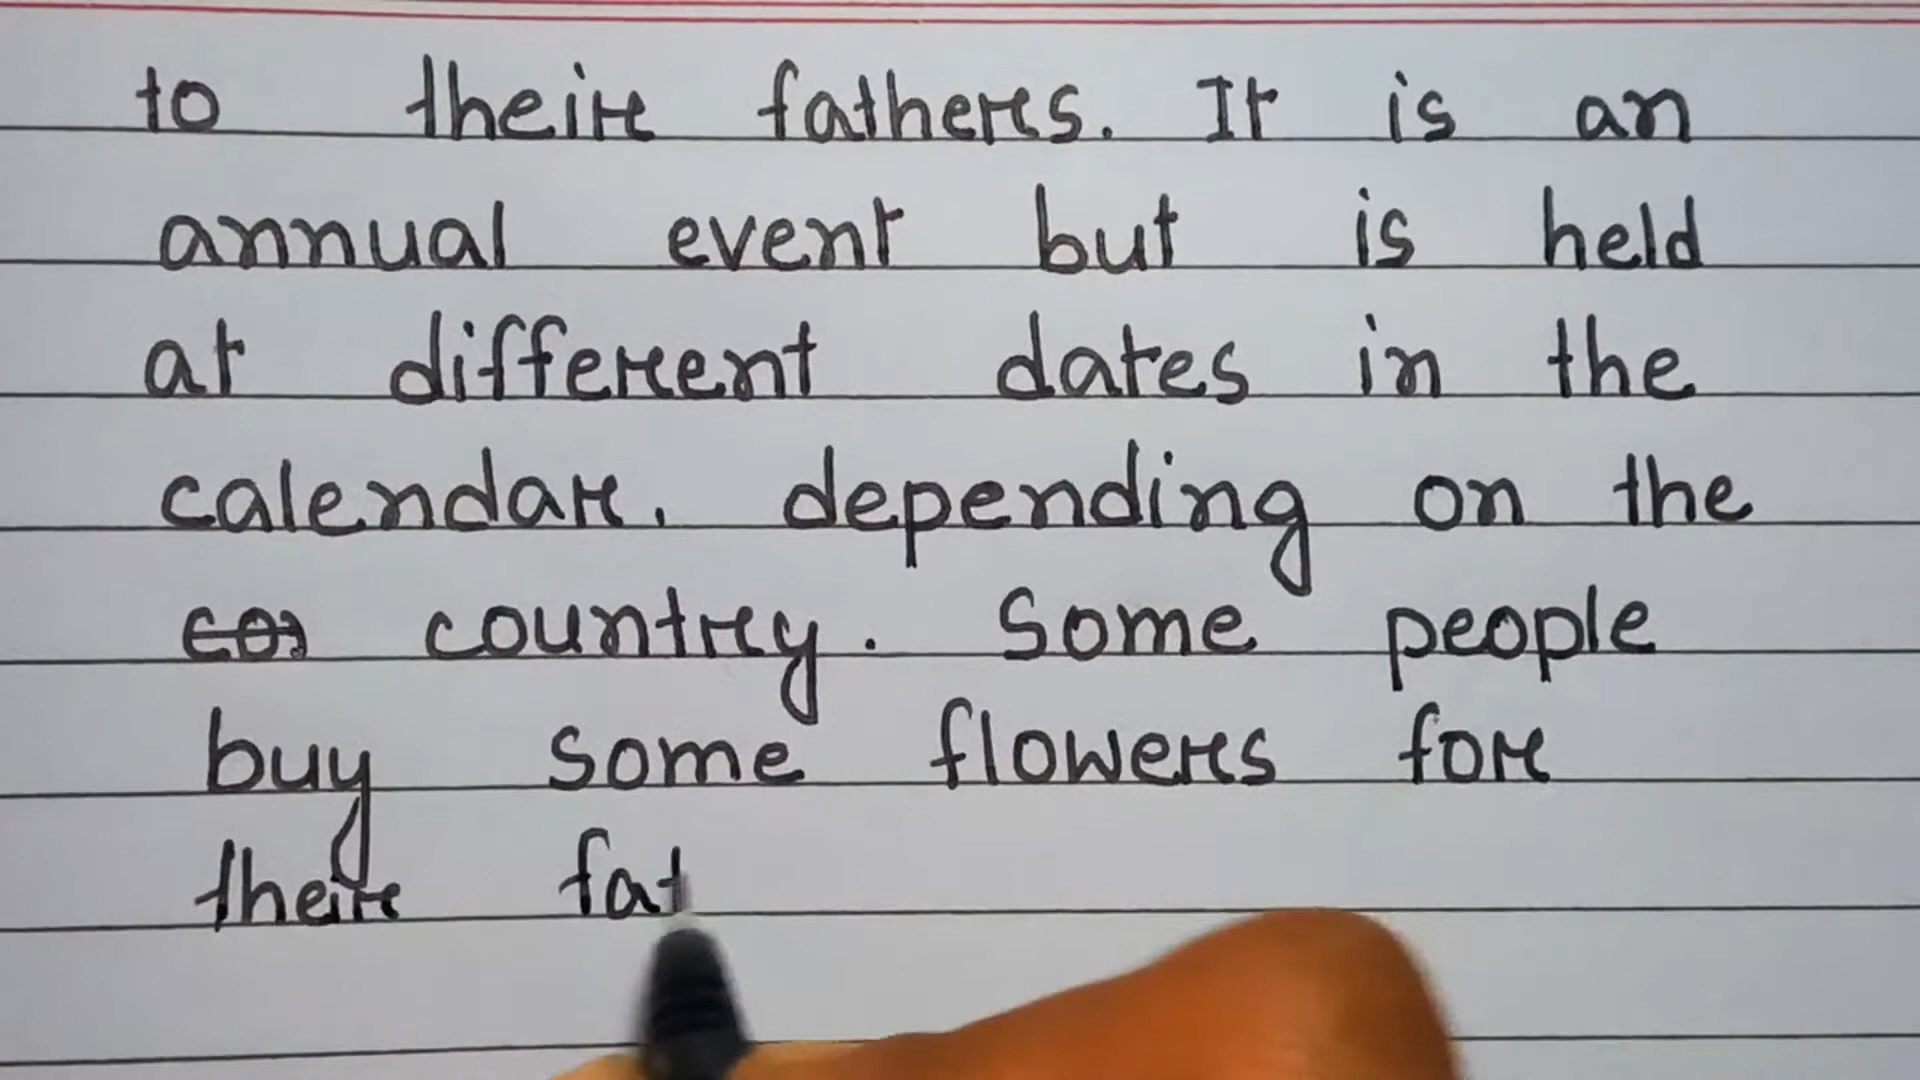 to their fathers. It is an
annual event but is held
at different dates in the
calendar. depending on the
country. Some people
buy some flowers for
their fat